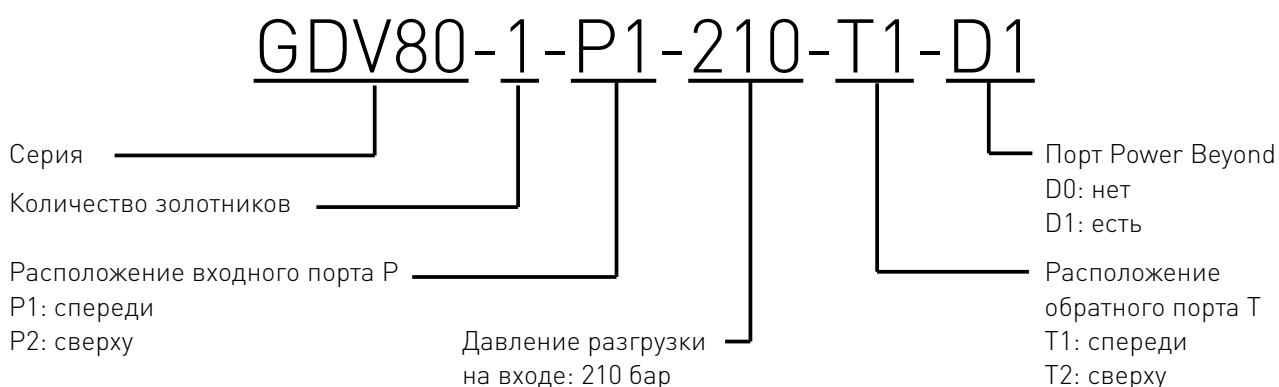 GDV80-1-P1-210-T1-D1
Серия
Количество золотников
Расположение входного порта P
P1: спереди
P2: сверху
Давление разгрузки
на входе: 210 бар
Порт Power Beyond
D0: нет
D1: есть
Расположение
обратного порта T
T1: спереди
T2: сверху